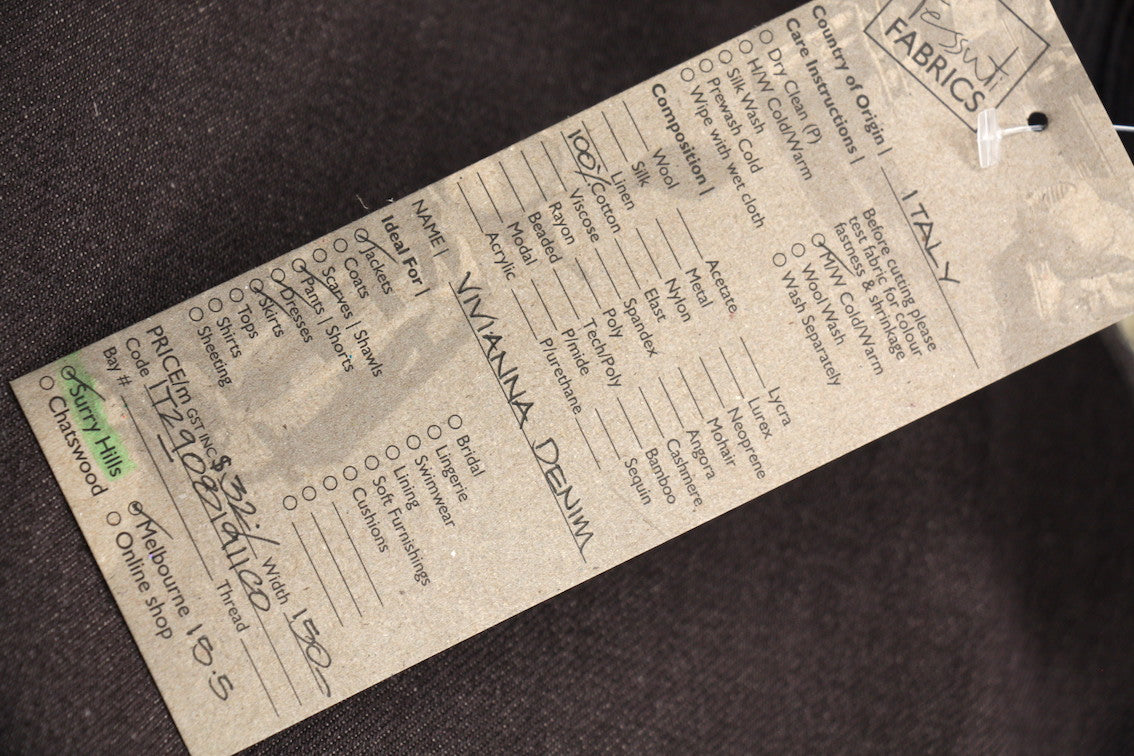 Tessuti
FABRICS
Country of Origin | ITALY
Care Instructions |
Dry Clean (P)
H/W Cold/Warm
Silk Wash
Prewash Cold
Wipe with wet cloth
Before cutting please
test fabric for colour
fastness & shrinkage
M/W Cold/Warm
Wool Wash
Wash Separately
Composition |
Wool
Silk
Linen
100% Cotton
Viscose
Rayon
Beaded
Modal
Acrylic
Acetate
Metal
Nylon
Elast
Spandex
Poly
Tech/Poly
P/mide
P/urethane
Lycra
Lurex
Neoprene
Mohair
Angora
Cashmere
Bamboo
Sequin
NAME | VIVIANNA DENIM
Ideal For |
Jackets
Coats
Scarves | Shawls
Pants | Shorts
Dresses
Skirts
Tops
Shirts
Sheeting
Bridal
Lingerie
Swimwear
Lining
Soft Furnishings
Cushions
PRICE/m GST INC $32- Width 150-
Code
Bay # Thread
Surry Hills
Chatswood
Melbourne 18.5
Online shop